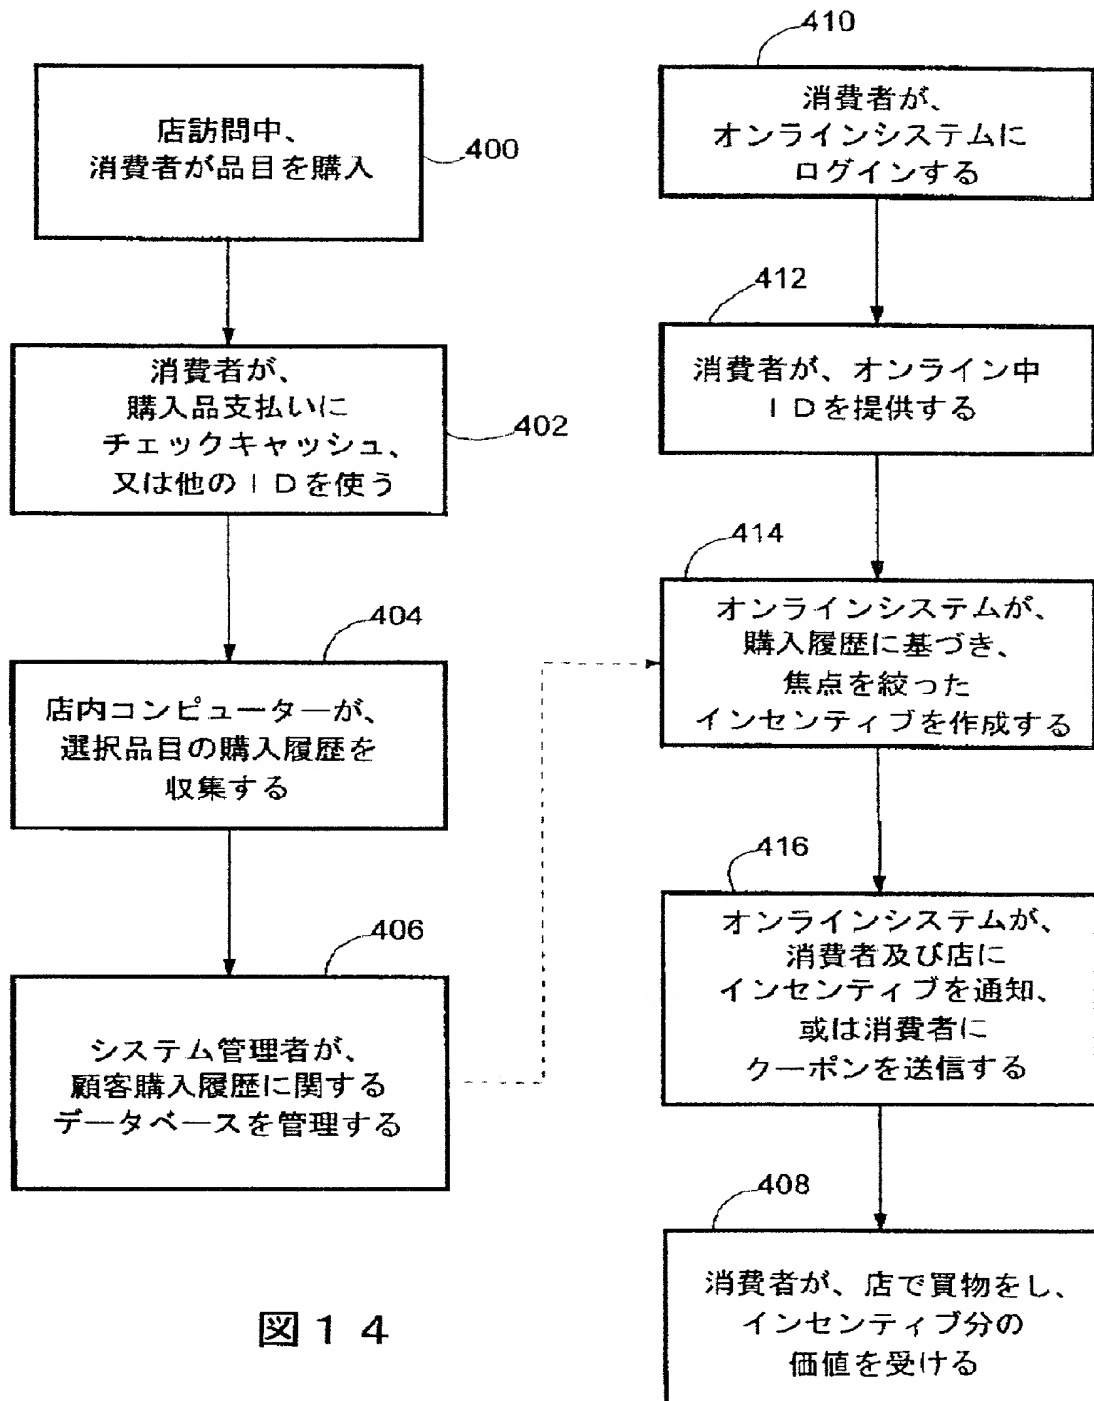 店訪問中、
消費者が品目を購入
400
消費者が、
購入品支払いに
チェックキャッシュ、
又は他のＩＤを使う
402
404
店内コンピューターが、
選択品目の購入履歴を
収集する
406
システム管理者が、
顧客購入履歴に関する
データベースを管理する
410
消費者が、
オンラインシステムに
ログインする
412
消費者が、オンライン中
ＩＤを提供する
414
オンラインシステムが、
購入履歴に基づき、
焦点を絞った
インセンティブを作成する
416
オンラインシステムが、
消費者及び店に
インセンティブを通知、
或は消費者に
クーポンを送信する
408
消費者が、店で買物をし、
インセンティブ分の
価値を受ける
図１４